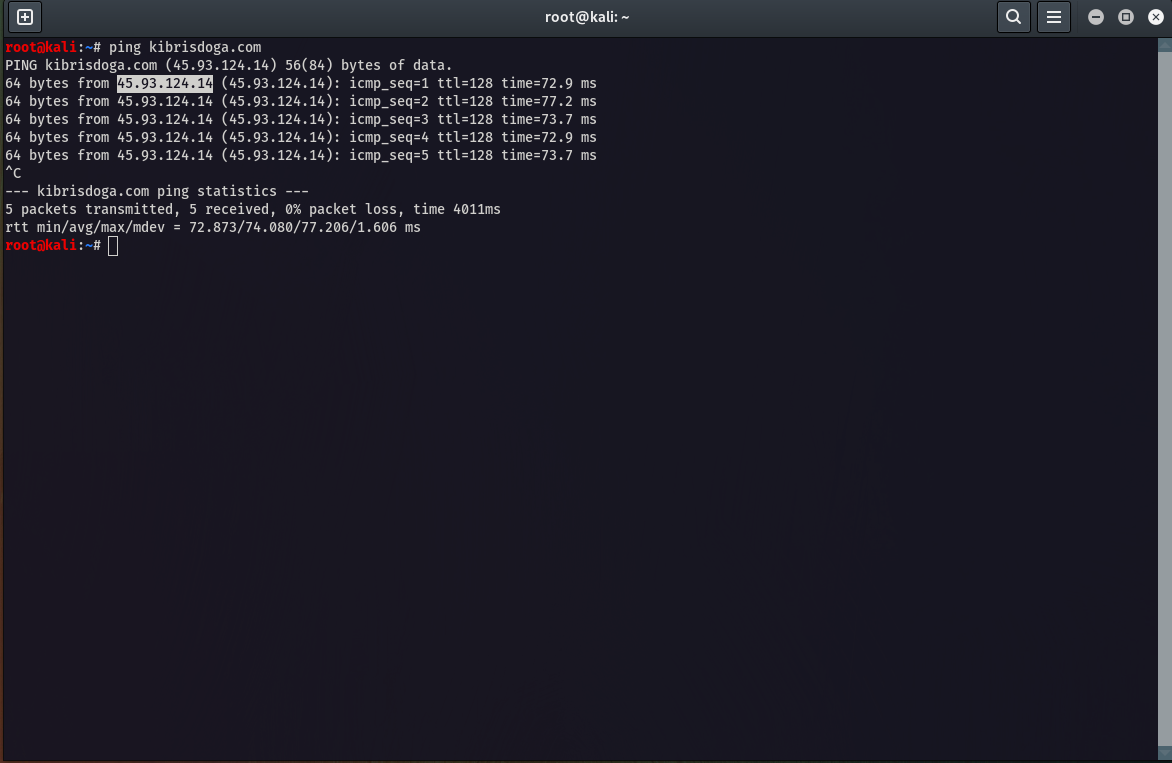 root@kali: ~
root@kali:~# ping kibrisdoga.com
PING kibrisdoga.com (45.93.124.14) 56(84) bytes of data.
64 bytes from 45.93.124.14 (45.93.124.14): icmp_seq=1 ttl=128 time=72.9 ms
64 bytes from 45.93.124.14 (45.93.124.14): icmp_seq=2 ttl=128 time=77.2 ms
64 bytes from 45.93.124.14 (45.93.124.14): icmp_seq=3 ttl=128 time=73.7 ms
64 bytes from 45.93.124.14 (45.93.124.14): icmp_seq=4 ttl=128 time=72.9 ms
64 bytes from 45.93.124.14 (45.93.124.14): icmp_seq=5 ttl=128 time=73.7 ms
^C
--- kibrisdoga.com ping statistics ---
5 packets transmitted, 5 received, 0% packet loss, time 4011ms
rtt min/avg/max/mdev = 72.873/74.080/77.206/1.606 ms
root@kali:~#